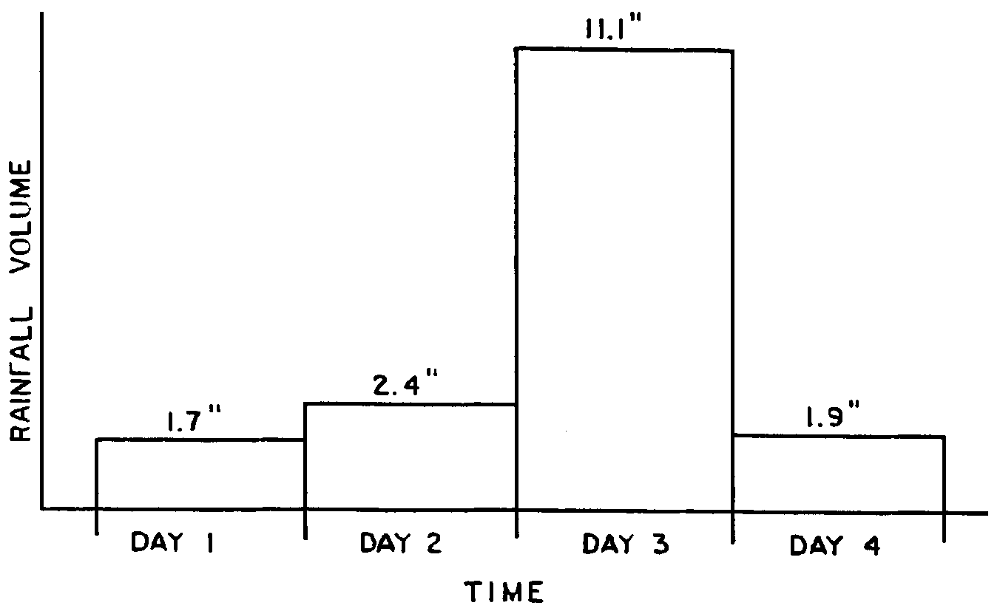 11.1"
2.4"
1.7"
1.9"
RAINFALL VOLUME
DAY 1
DAY 2
DAY 3
DAY 4
TIME